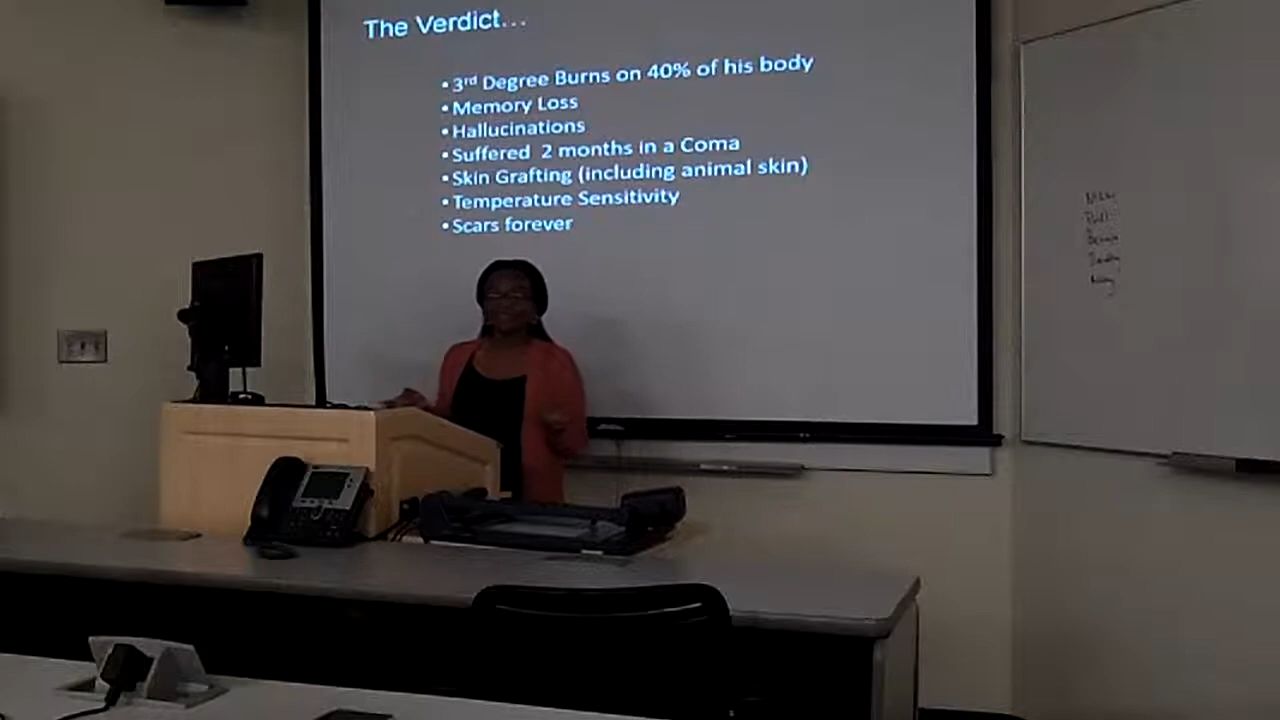 The Verdict...
• 3rd Degree Burns on 40% of his body
• Memory Loss
• Hallucinations
• Suffered 2 months in a Coma
• Skin Grafting (including animal skin)
• Temperature Sensitivity
• Scars forever